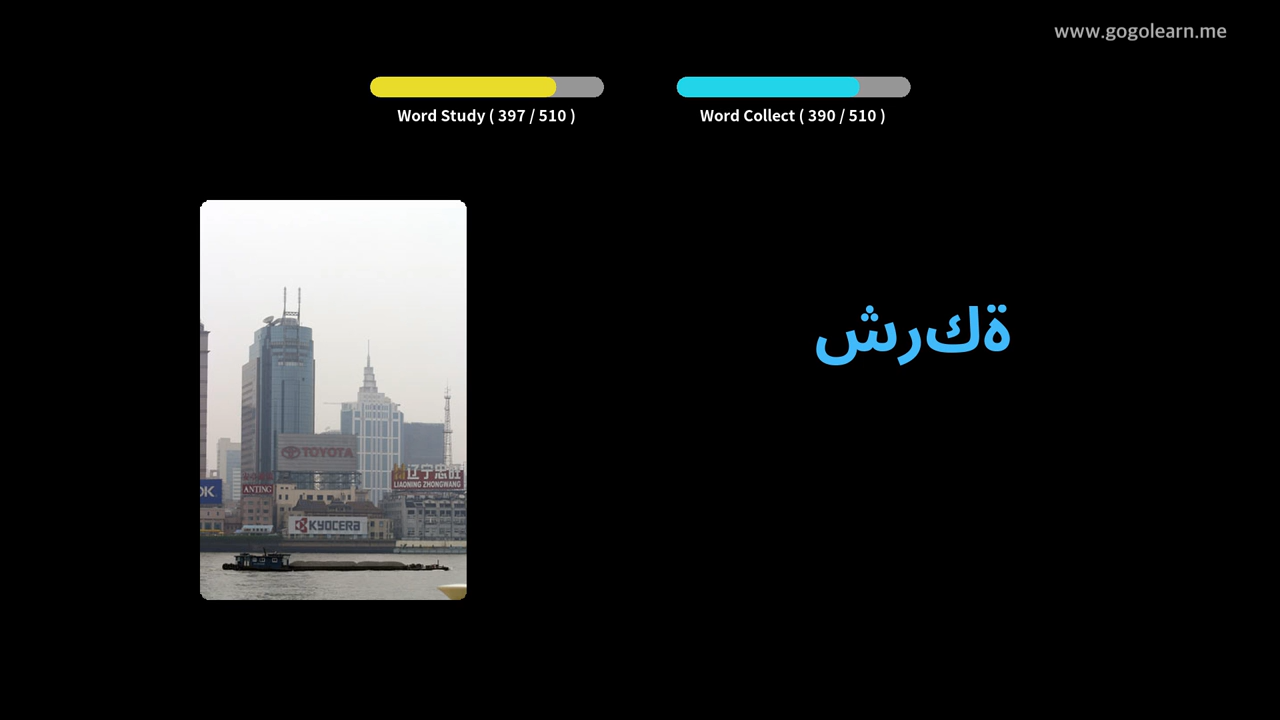 www.gogolearn.me
Word Study ( 397 / 510 )
Word Collect ( 390 / 510 )
شركة
TOYOTA
辽宁忠旺
LIAONING ZHONGWANG
ANTING
KYOCERA